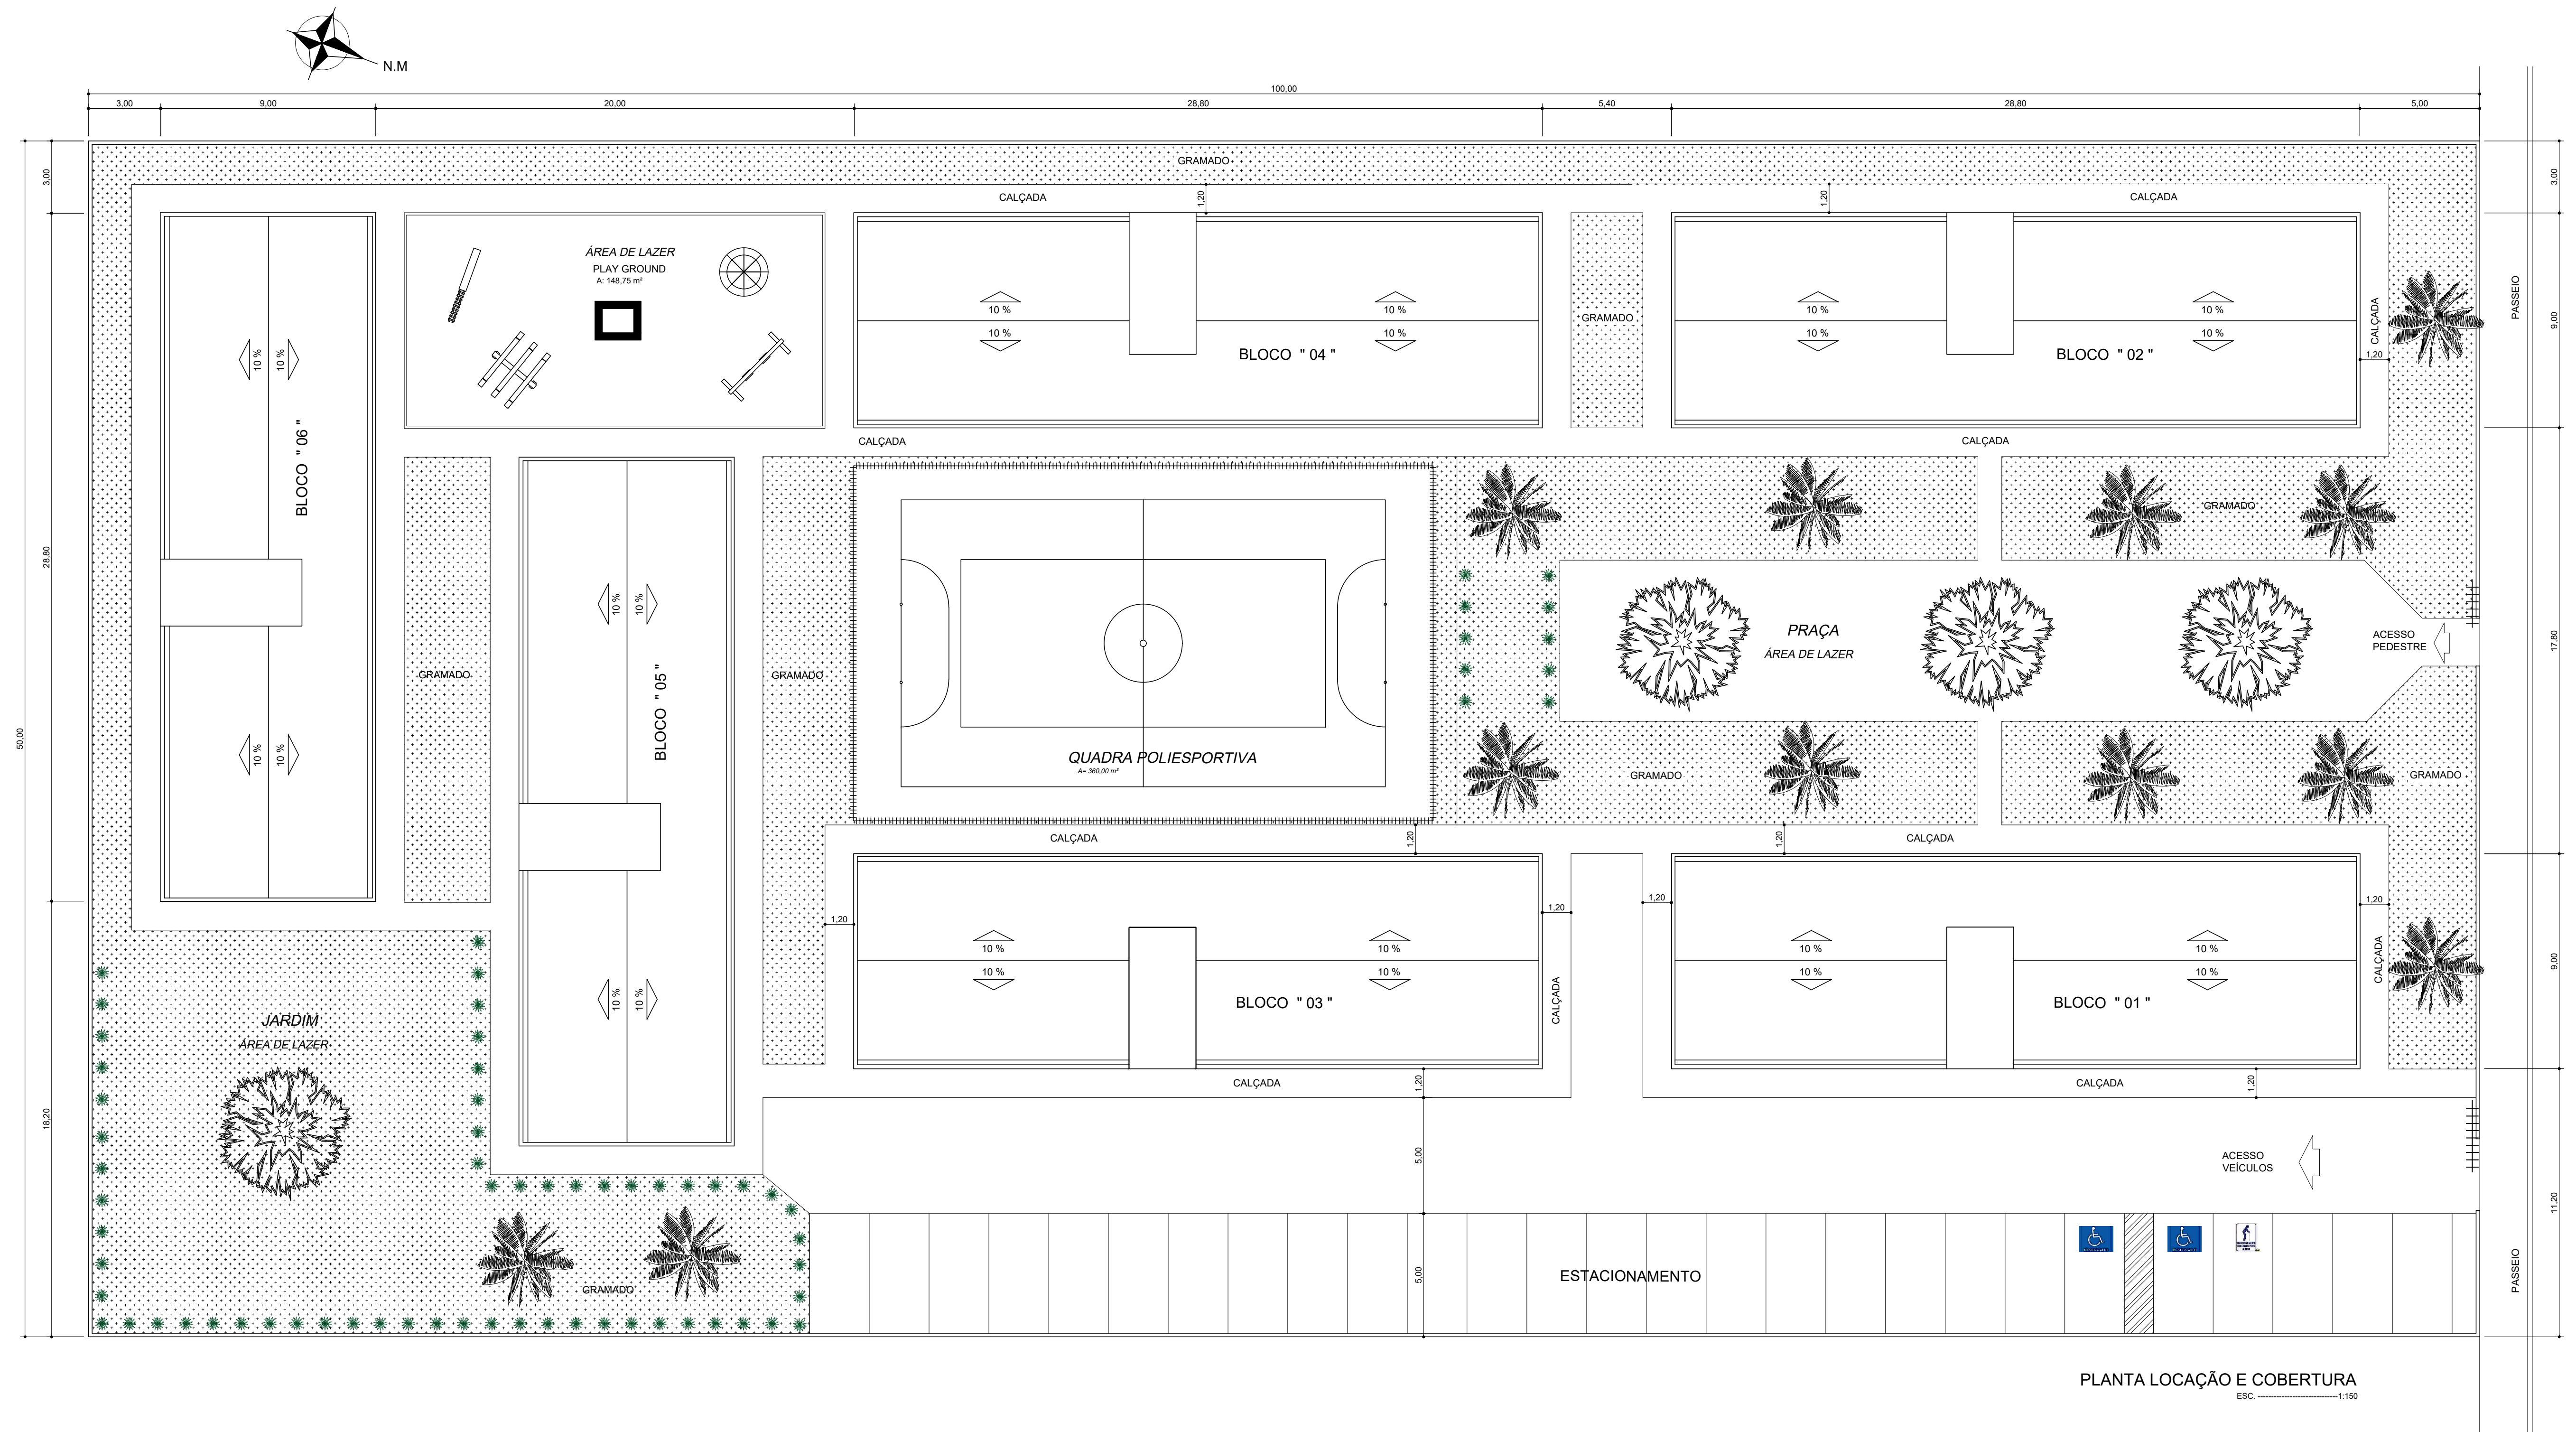 N.M
100,00
3,00
9,00
20,00
28,80
5,40
28,80
5,00
GRAMADO
3,00
3,00
CALÇADA
1,20
1,20
CALÇADA
ÁREA DE LAZER
PLAY GROUND
A: 148,75 m²
PASSEIO
10 %
10 %
10 %
10 %
GRAMADO
CALÇADA
9,00
10 %
10 %
10 %
10 %
10 %
10 %
BLOCO " 04 "
BLOCO " 02 "
1,20
CALÇADA
CALÇADA
BLOCO " 06 "
GRAMADO
28,80
10 %
10 %
PRAÇA
ÁREA DE LAZER
ACESSO
PEDESTRE
17,80
GRAMADO
GRAMADO
BLOCO " 05 "
50,00
10 %
10 %
QUADRA POLIESPORTIVA
A= 360,00 m²
GRAMADO
GRAMADO
CALÇADA
1,20
1,20
CALÇADA
1,20
1,20
1,20
1,20
10 %
10 %
10 %
10 %
CALÇADA
9,00
10 %
10 %
10 %
10 %
10 %
10 %
BLOCO " 03 "
CALÇADA
BLOCO " 01 "
JARDIM
ÁREA DE LAZER
CALÇADA
1,20
CALÇADA
1,20
18,20
5,00
ACESSO
VEÍCULOS
11,20
5,00
ESTACIONAMENTO
GRAMADO
PASSEIO
PLANTA LOCAÇÃO E COBERTURA
ESC. -------------------------------1:150